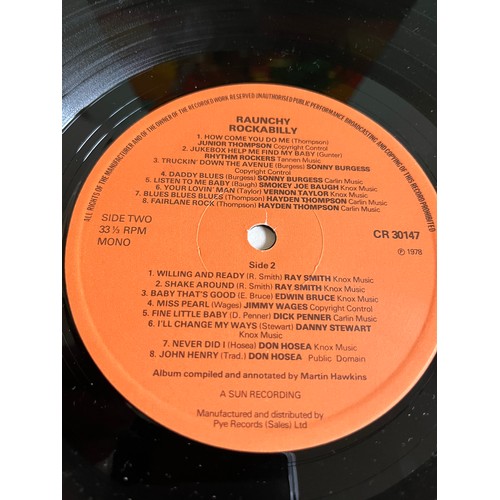 ALL RIGHTS OF THE MANUFACTURER AND OF THE OWNER OF THE RECORDED WORK RESERVED UNAUTHORISED PUBLIC PERFORMANCE BROADCASTING AND COPYING OF THIS RECORD PROHIBITED
RAUNCHY
ROCKABILLY
1. HOW COME YOU DO ME (Thompson)
JUNIOR THOMPSON Copyright Control
2. JUKEBOX HELP ME FIND MY BABY (Gunter)
RHYTHM ROCKERS Tannen Music
3. TRUCKIN' DOWN THE AVENUE (Burgess) SONNY BURGESS
Copyright Control
4. DADDY BLUES (Burgess) SONNY BURGESS Carlin Music
5. LISTEN TO ME BABY (Baugh) SMOKEY JOE BAUGH Knox Music
6. YOUR LOVIN' MAN (Taylor) VERNON TAYLOR Knox Music
7. BLUES BLUES BLUES (Thompson) HAYDEN THOMPSON Carlin Music
8. FAIRLANE ROCK (Thompson) HAYDEN THOMPSON Carlin Music
SIDE TWO
33 ⅓ RPM
MONO
CR 30147
℗ 1978
Side 2
1. WILLING AND READY (R. Smith) RAY SMITH Knox Music
2. SHAKE AROUND (R. Smith) RAY SMITH Knox Music
3. BABY THAT'S GOOD (E. Bruce) EDWIN BRUCE Knox Music
4. MISS PEARL (Wages) JIMMY WAGES Copyright Control
5. FINE LITTLE BABY (D. Penner) DICK PENNER Carlin Music
6. I'LL CHANGE MY WAYS (Stewart) DANNY STEWART
Knox Music
7. NEVER DID I (Hosea) DON HOSEA Knox Music
8. JOHN HENRY (Trad.) DON HOSEA Public Domain
Album compiled and annotated by Martin Hawkins
A SUN RECORDING
Manufactured and distributed by
Pye Records (Sales) Ltd